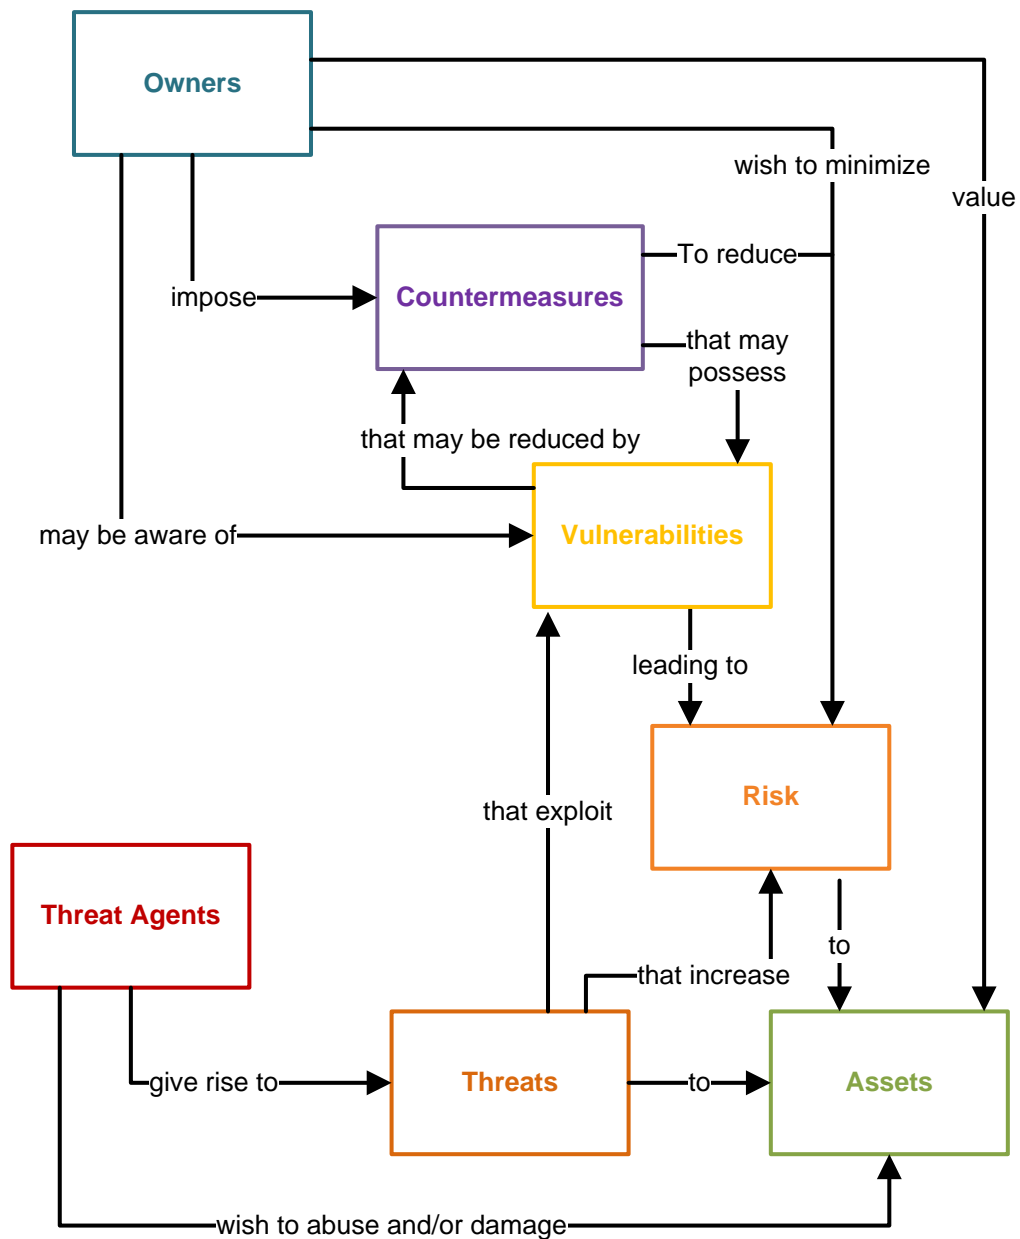 Owners
wish to minimize
value
To reduce
impose
Countermeasures
that may
possess
that may be reduced by
may be aware of
Vulnerabilities
leading to
Risk
that exploit
Threat Agents
to
that increase
give rise to
Threats
to
Assets
wish to abuse and/or damage